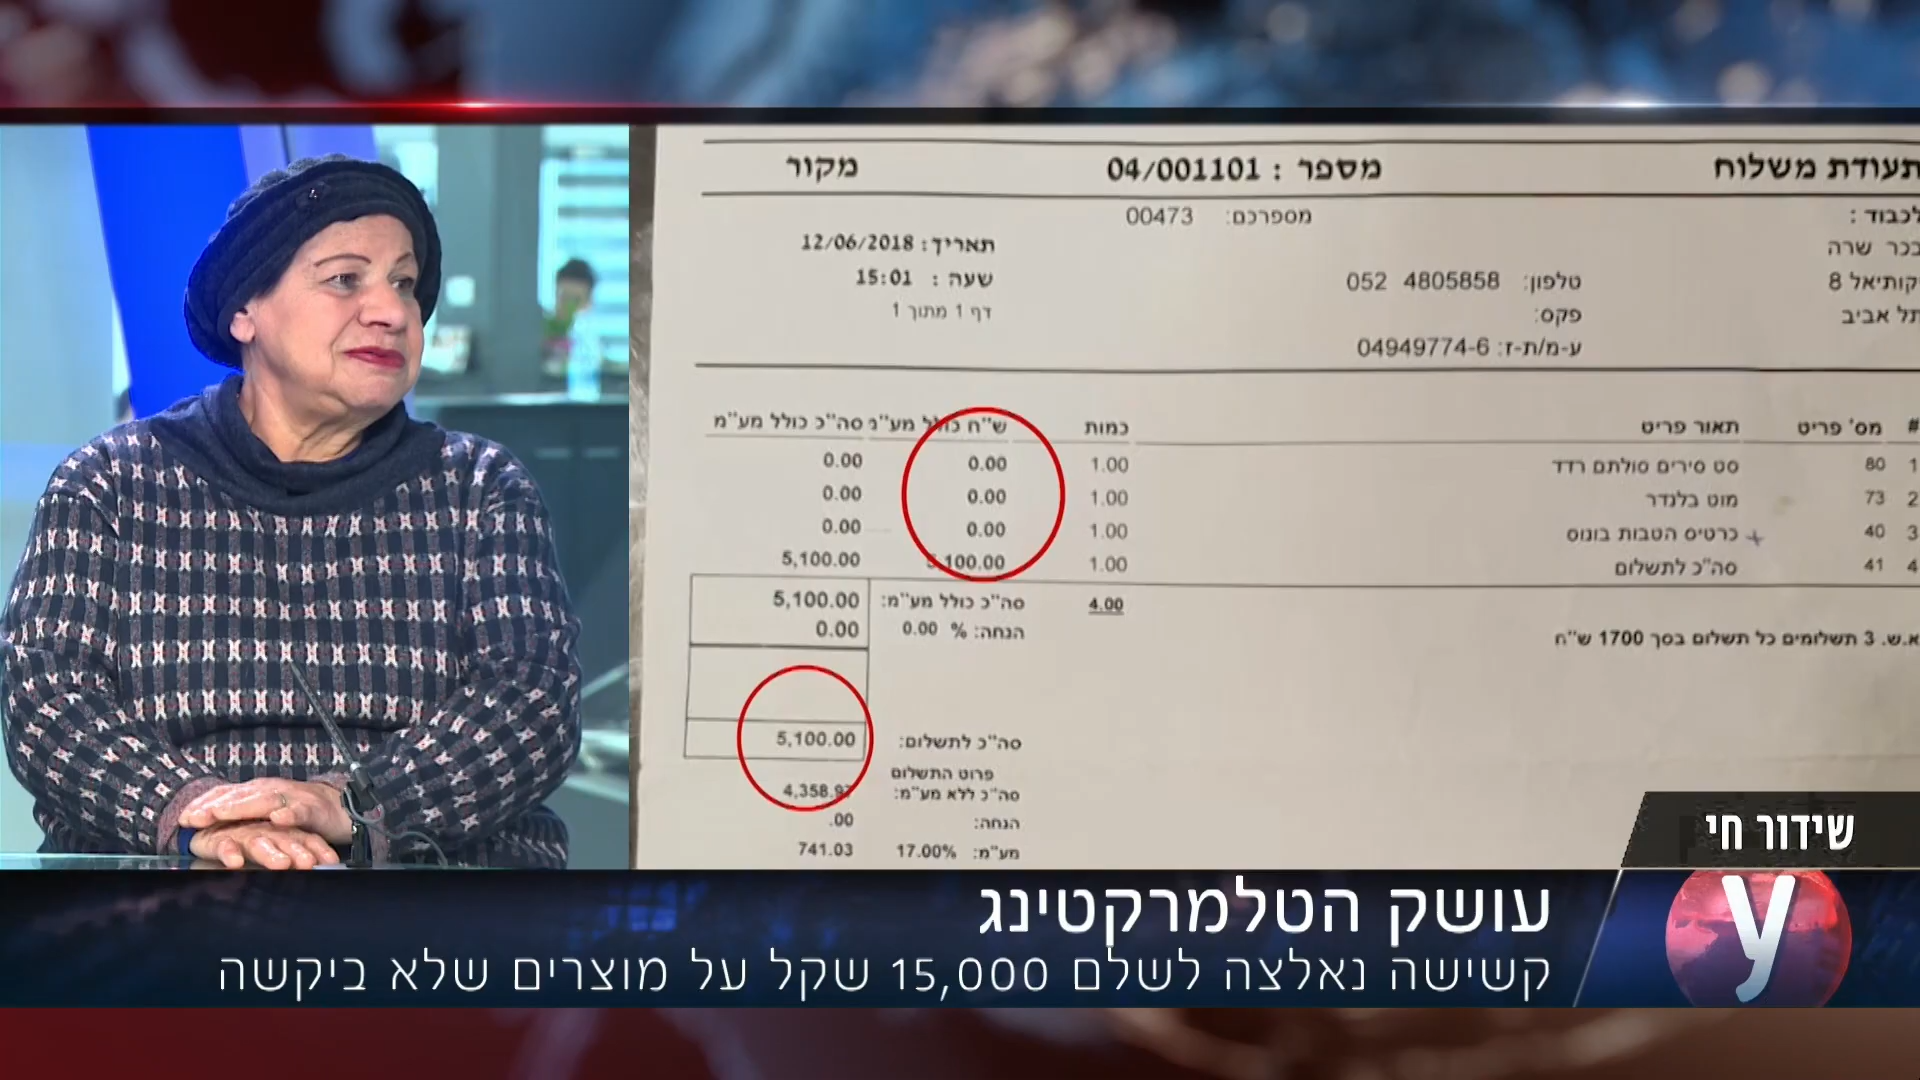 תעודת משלוח מספר : 04/001101 מקור
לכבוד : מספרכם: 00473
בכר שרה תאריך: 12/06/2018
יקותיאל 8 טלפון: 052 4805858 שעה : 15:01
תל אביב פקס: דף 1 מתוך 1
ע-מ/ת-ז: 04949774-6
# מס' פריט תאור פריט כמות ש"ח כולל מע"מ סה"כ כולל מע"מ
1 80 סט סירים סולתם רדד 1.00 0.00 0.00
2 73 מוט בלנדר 1.00 0.00 0.00
3 40 כרטיס הטבות בונוס 1.00 0.00 0.00
4 41 סה"כ לתשלום 1.00 5,100.00 5,100.00
4.00 סה"כ כולל מע"מ: 5,100.00
הנחה: % 0.00 0.00
א.ש. 3 תשלומים כל תשלום בסך 1700 ש"ח
סה"כ לתשלום: 5,100.00
פרוט התשלום
סה"כ ללא מע"מ: 4,358.97
הנחה: .00
מע"מ: 17.00% 741.03
שידור חי
y
עושק הטלמרקטינג
קשישה נאלצה לשלם 15,000 שקל על מוצרים שלא ביקשה